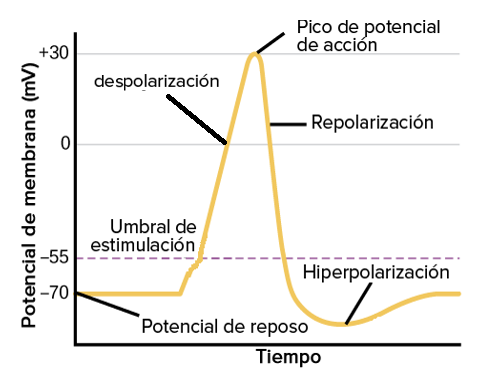 Pico de potencial
de acción
+30
despolarización
Repolarización
0
Potencial de membrana (mV)
Umbral de
estimulación
–55
Hiperpolarización
–70
Potencial de reposo
Tiempo